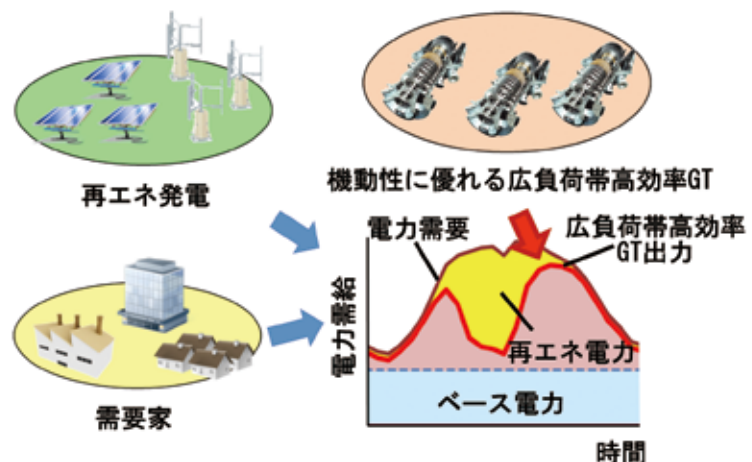 再エネ発電
機動性に優れる広負荷帯高効率GT
電力需要
広負荷帯高効率
GT出力
電力需給
再エネ電力
ベース電力
需要家
時間